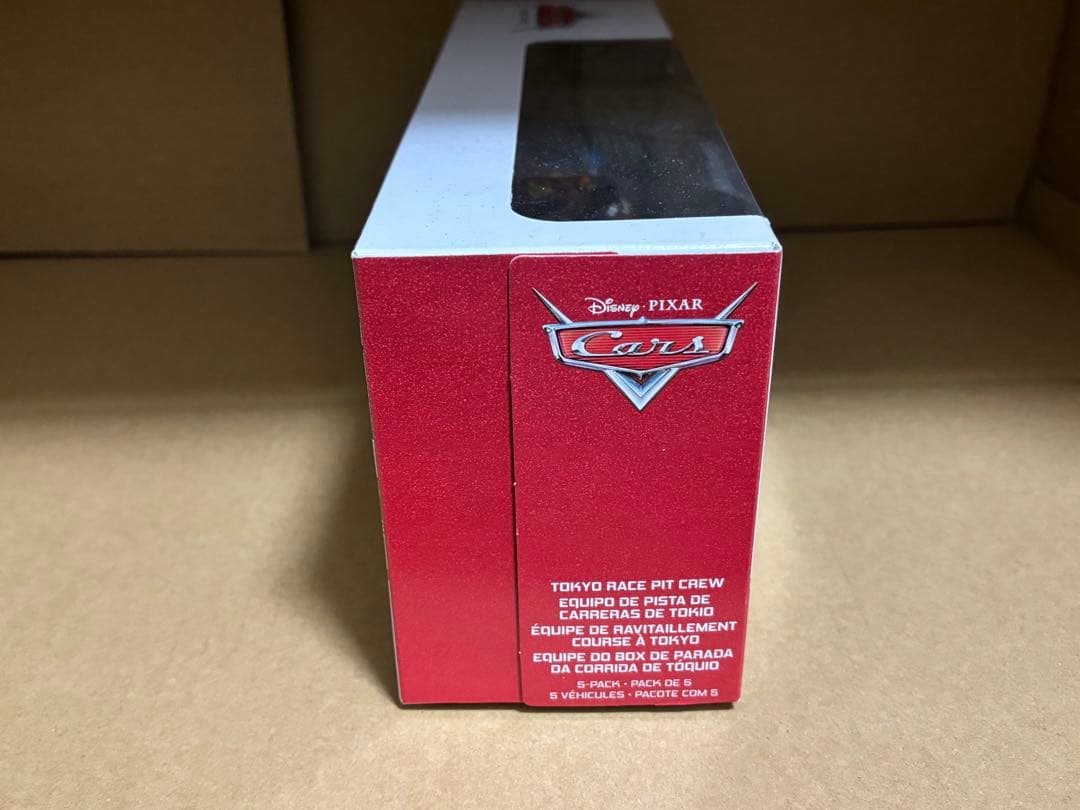 Disney · PIXAR
Cars
TOKYO RACE PIT CREW
EQUIPO DE PISTA DE
CARRERAS DE TOKIO
ÉQUIPE DE RAVITAILLEMENT
COURSE À TOKYO
EQUIPE DO BOX DE PARADA
DA CORRIDA DE TÓQUIO
5-PACK · PACK DE 5
5 VÉHICULES · PACOTE COM 5